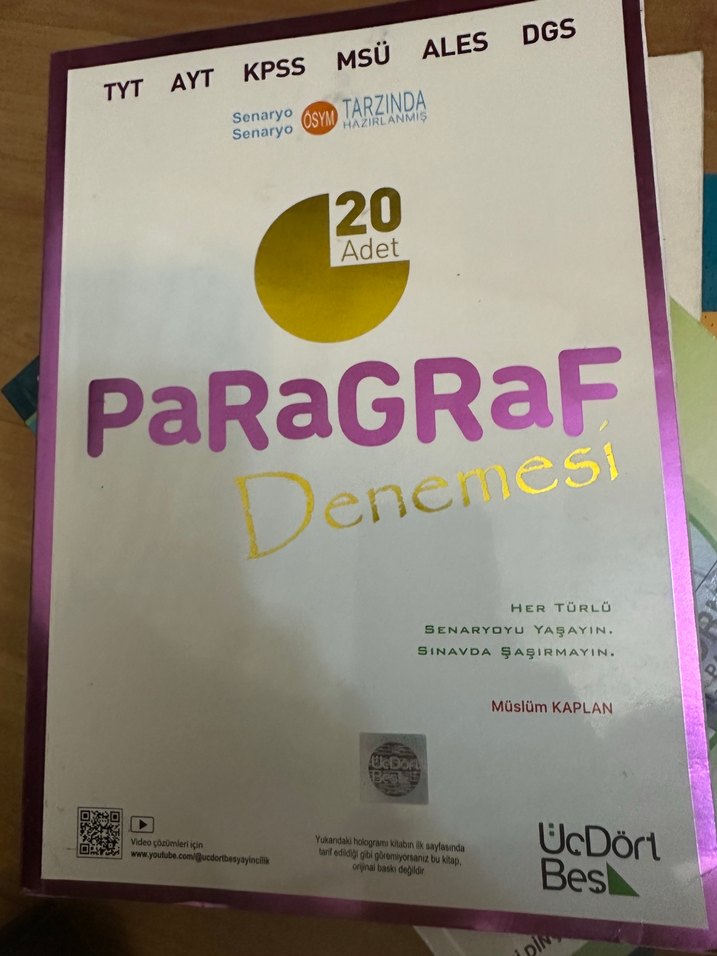 TYT AYT KPSS MSÜ ALES DGS
Senaryo
Senaryo
ÖSYM
TARZINDA
HAZIRLANMIŞ
20
Adet
PaRaGRaF
Denemesi
HER TÜRLÜ
SENARYOYU YAŞAYIN.
SINAVDA ŞAŞIRMAYIN.
Müslüm KAPLAN
ÜçDört
Beş
Video çözümleri için
www.youtube.com/@ucdortbesyayincilik
Yukarıdaki hologramı kitabın ilk sayfasında
tarif edildiği gibi göremiyorsanız bu kitap,
orijinal baskı değildir
ÜçDört
Beş